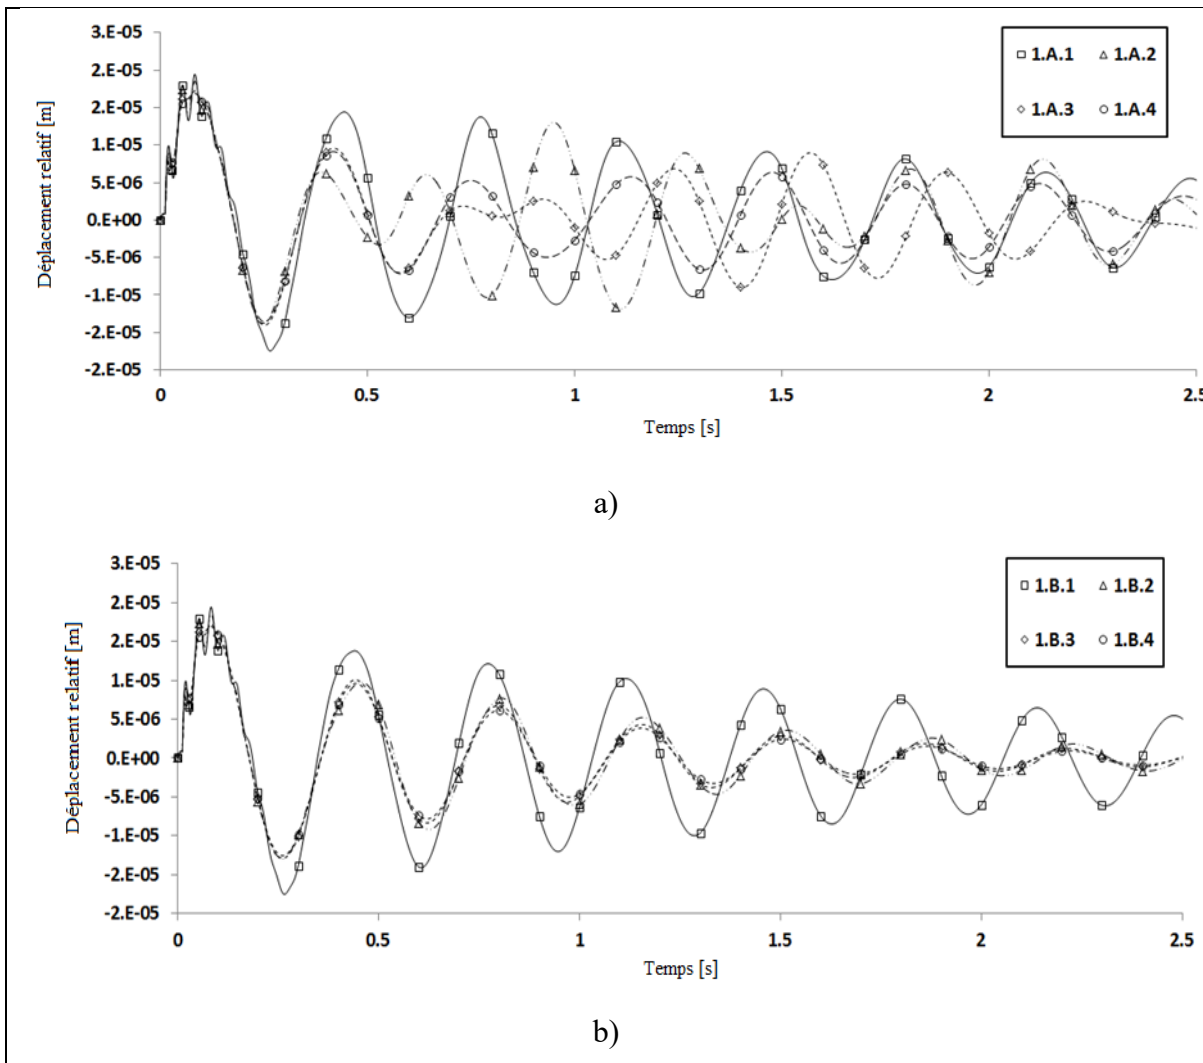 3.E-05
2.E-05
2.E-05
1.E-05
5.E-06
0.E+00
-5.E-06
-1.E-05
-2.E-05
-2.E-05
Déplacement relatif [m]
1.A.1 1.A.2
1.A.3 1.A.4
0 0.5 1 1.5 2 2.5
Temps [s]
a)
3.E-05
2.E-05
2.E-05
1.E-05
5.E-06
0.E+00
-5.E-06
-1.E-05
-2.E-05
-2.E-05
Déplacement relatif [m]
1.B.1 1.B.2
1.B.3 1.B.4
0 0.5 1 1.5 2 2.5
Temps [s]
b)